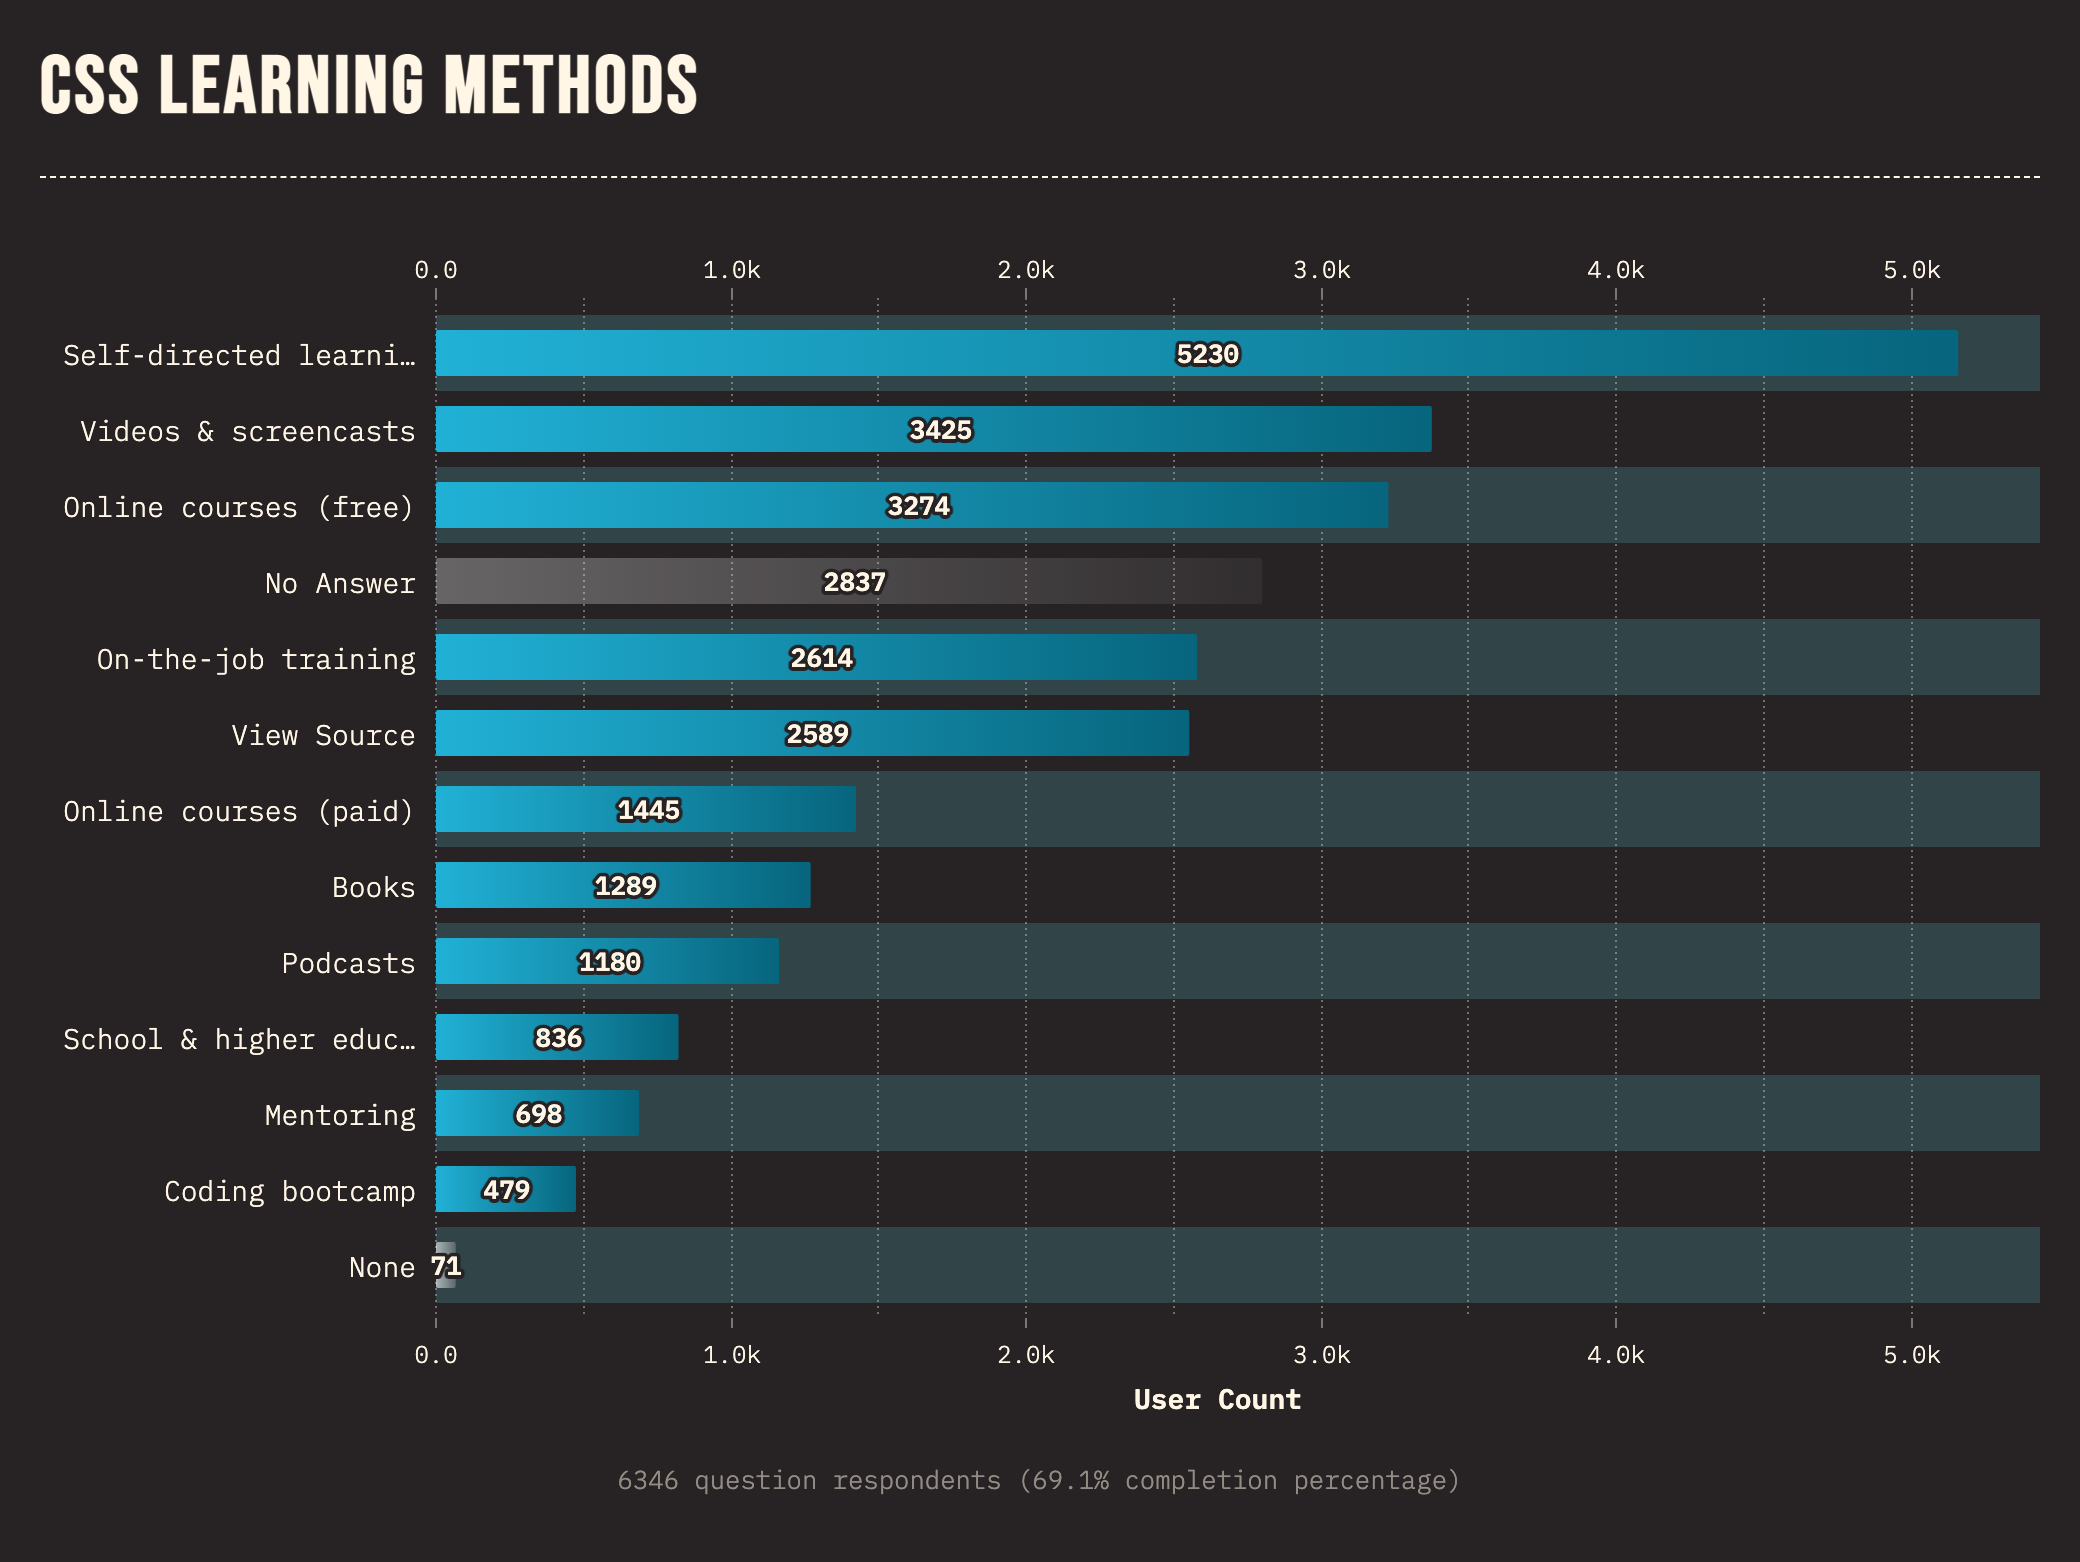 CSS LEARNING METHODS
0.0 1.0k 2.0k 3.0k 4.0k 5.0k
Self-directed learni… 5230
Videos & screencasts 3425
Online courses (free) 3274
No Answer 2837
On-the-job training 2614
View Source 2589
Online courses (paid) 1445
Books 1289
Podcasts 1180
School & higher educ… 836
Mentoring 698
Coding bootcamp 479
None 71
0.0 1.0k 2.0k 3.0k 4.0k 5.0k
User Count
6346 question respondents (69.1% completion percentage)